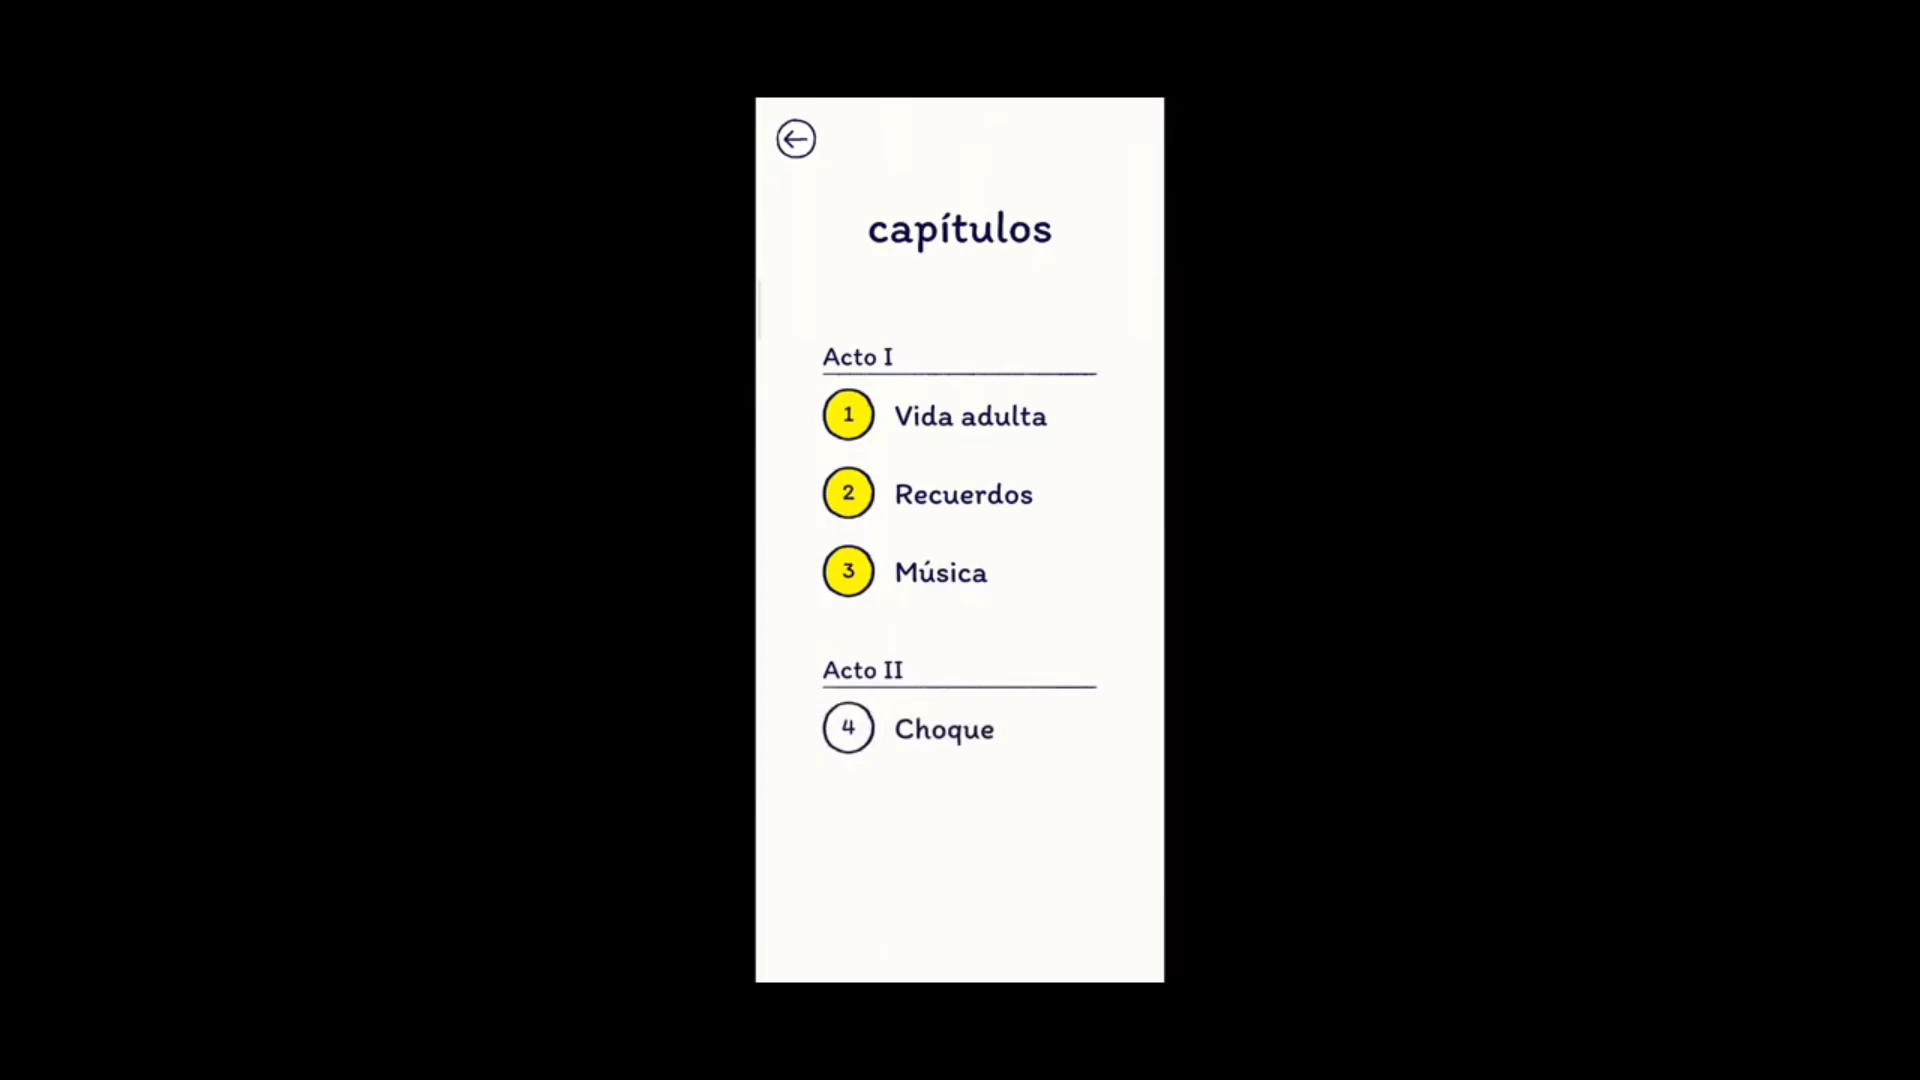 capítulos
Acto I
1 Vida adulta
2 Recuerdos
3 Música
Acto II
4 Choque